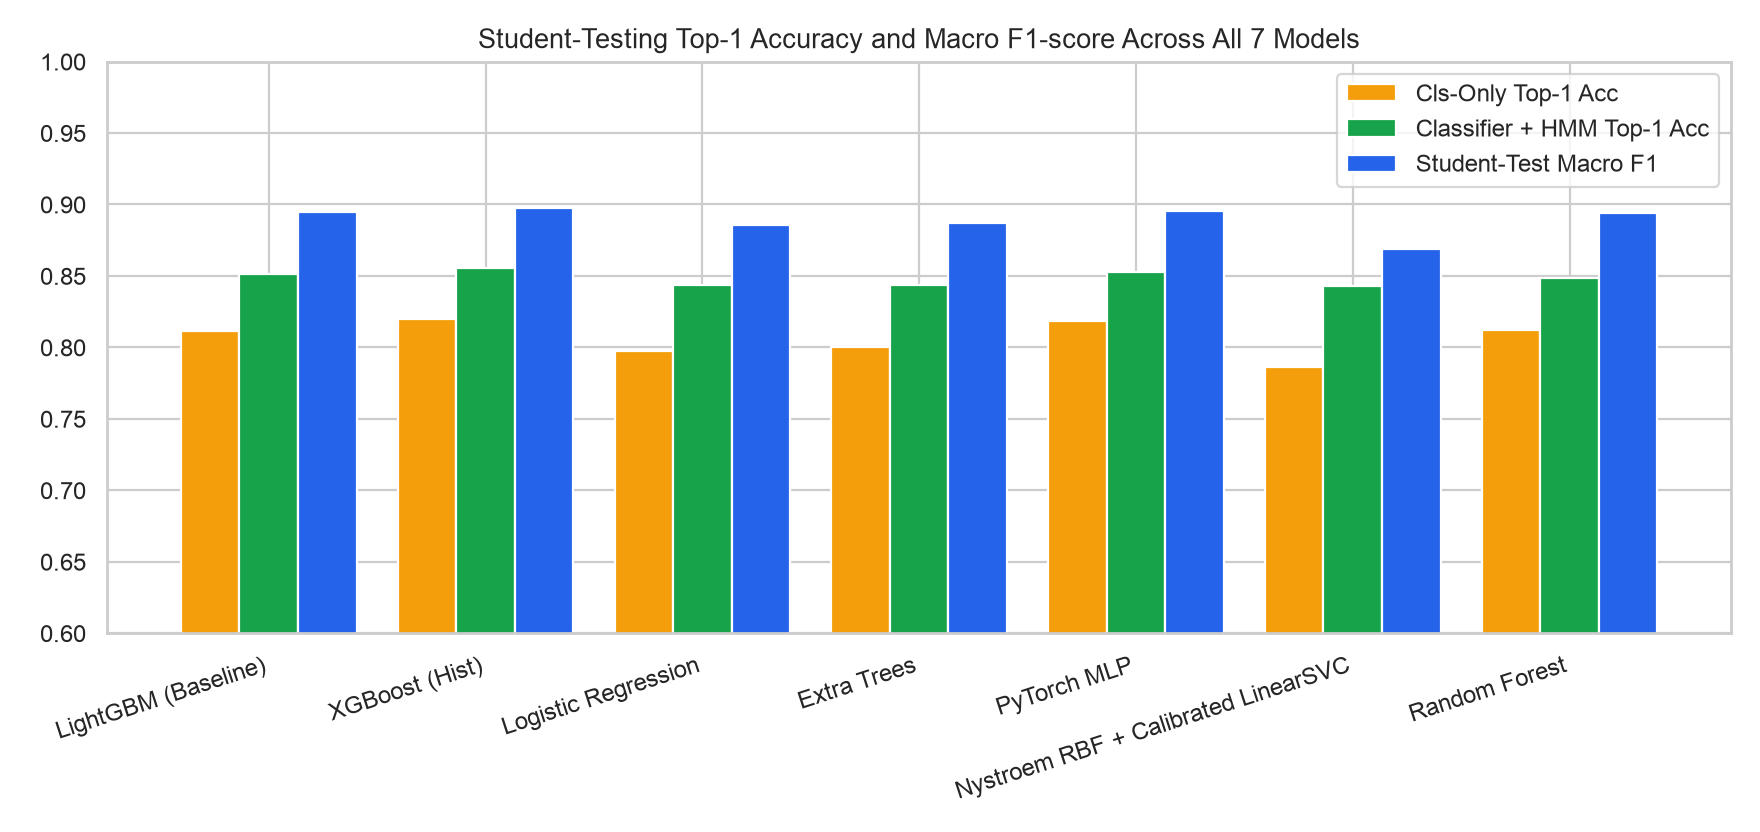 Student-Testing Top-1 Accuracy and Macro F1-score Across All 7 Models
1.00
0.95
0.90
0.85
0.80
0.75
0.70
0.65
0.60
Cls-Only Top-1 Acc
Classifier + HMM Top-1 Acc
Student-Test Macro F1
LightGBM (Baseline)
XGBoost (Hist)
Logistic Regression
Extra Trees
PyTorch MLP
Nystroem RBF + Calibrated LinearSVC
Random Forest